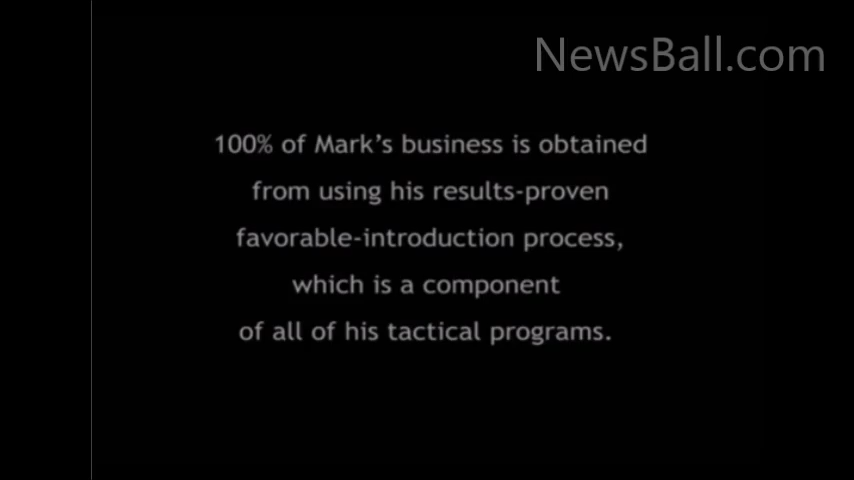 NewsBall.com
100% of Mark's business is obtained
from using his results-proven
favorable-introduction process,
which is a component
of all of his tactical programs.